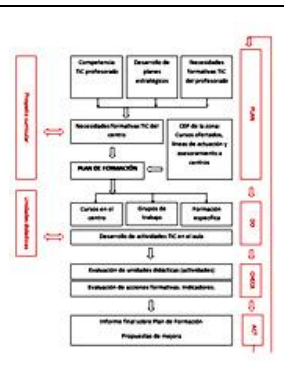 Competencia
TIC profesorado
Desarrollo de
planes
estratégicos
Necesidades
formativas TIC
del profesorado
Proyecto curricular
PLAN
Necesidades formativas TIC del
centro
CEP de la zona:
Cursos ofertados,
líneas de actuación y
asesoramiento a
centros
PLAN DE FORMACIÓN
Unidades didácticas
Cursos en el
centro
Grupos de
trabajo
Formación
específica
DO
Desarrollo de actividades TIC en el aula
Evaluación de unidades didácticas (actividades)
Evaluación de acciones formativas. Indicadores.
CHECK
Informe final sobre Plan de Formación
Propuestas de mejora
ACT